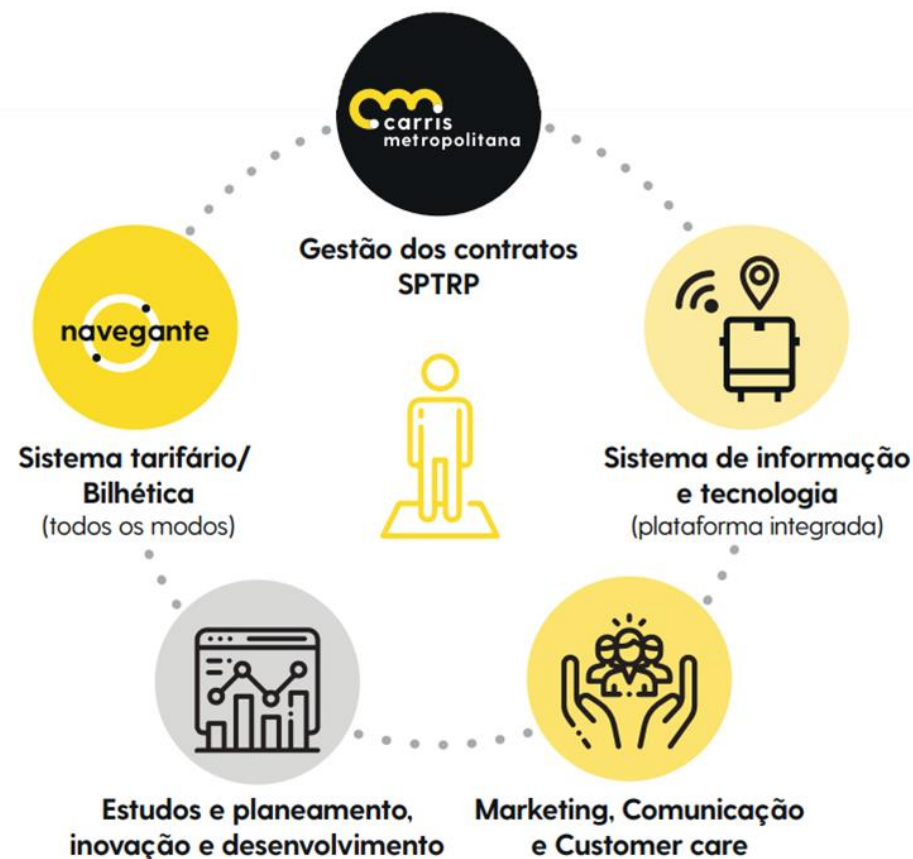 carris
metropolitana
Gestão dos contratos
SPTRP
navegante
Sistema tarifário/
Bilhética
(todos os modos)
Sistema de informação
e tecnologia
(plataforma integrada)
Estudos e planeamento,
inovação e desenvolvimento
Marketing, Comunicação
e Customer care